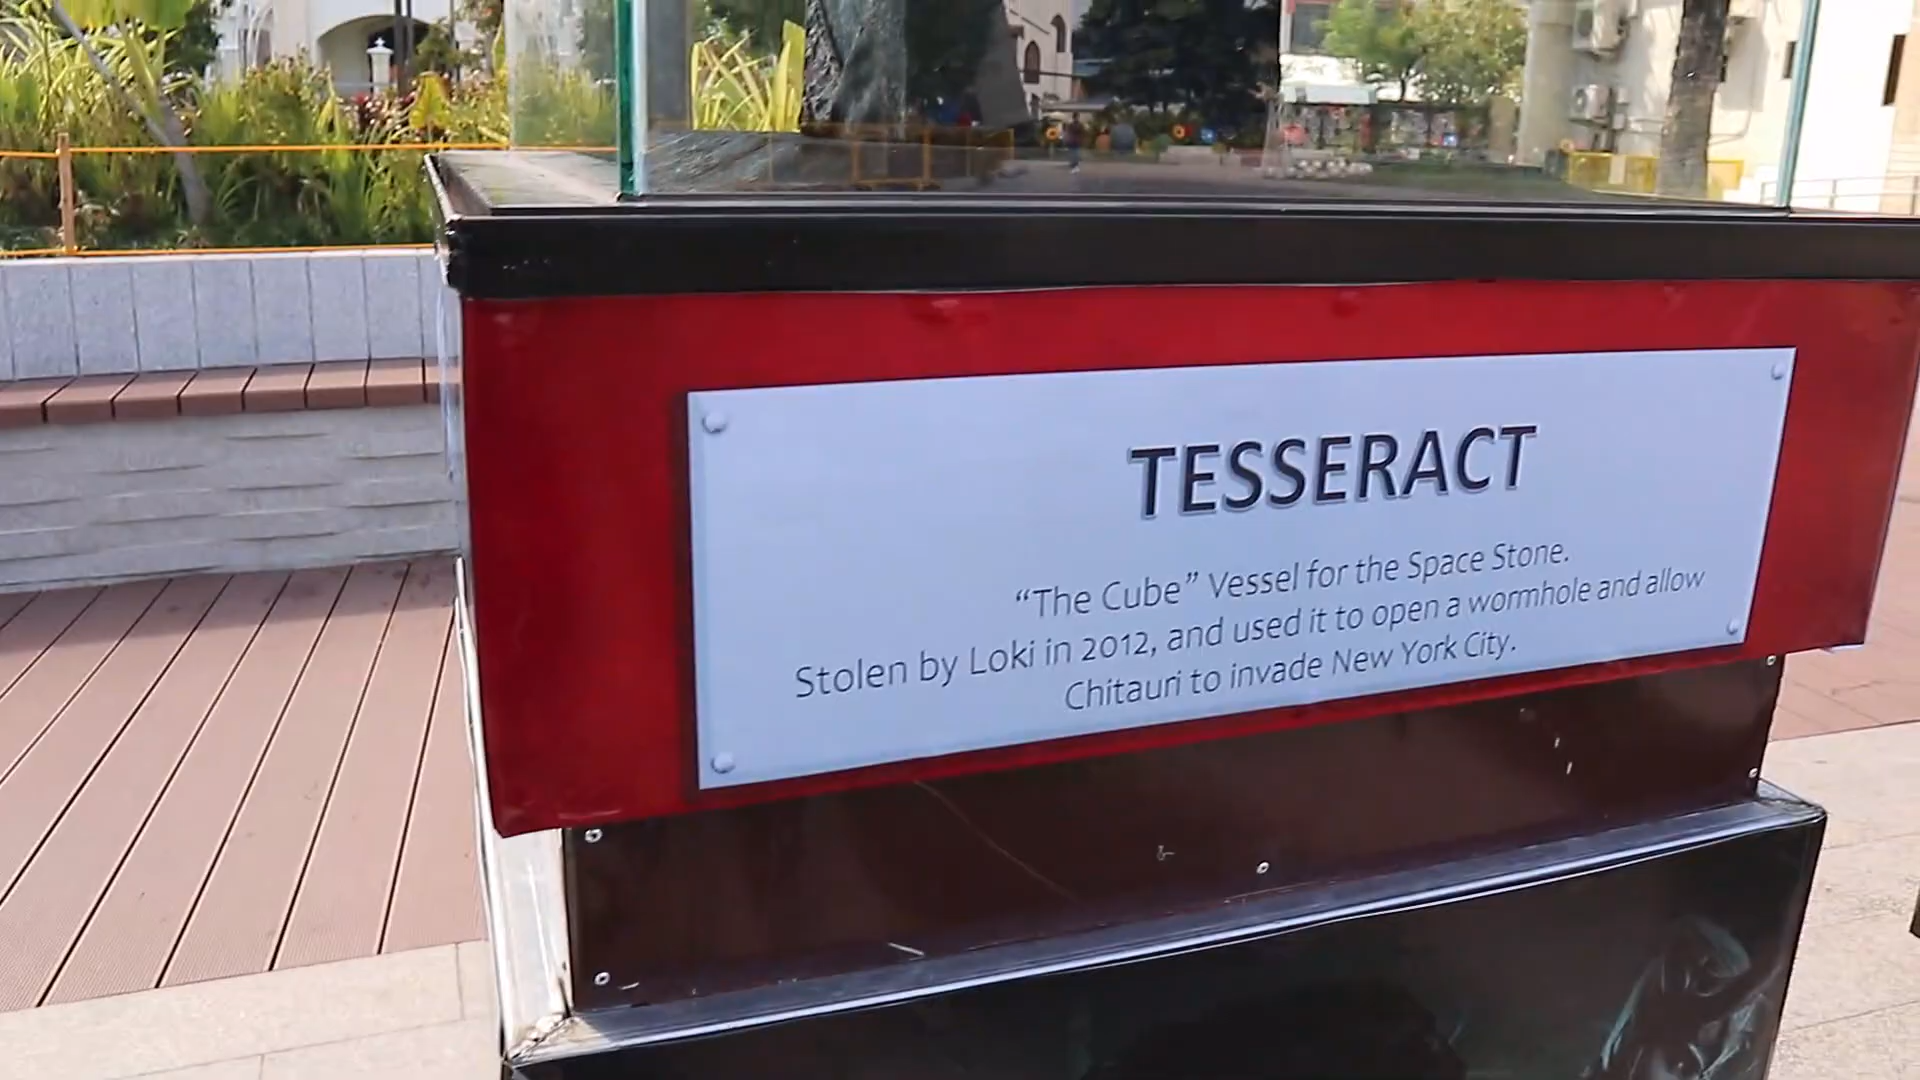 TESSERACT
“The Cube” Vessel for the Space Stone.
Stolen by Loki in 2012, and used it to open a wormhole and allow
Chitauri to invade New York City.